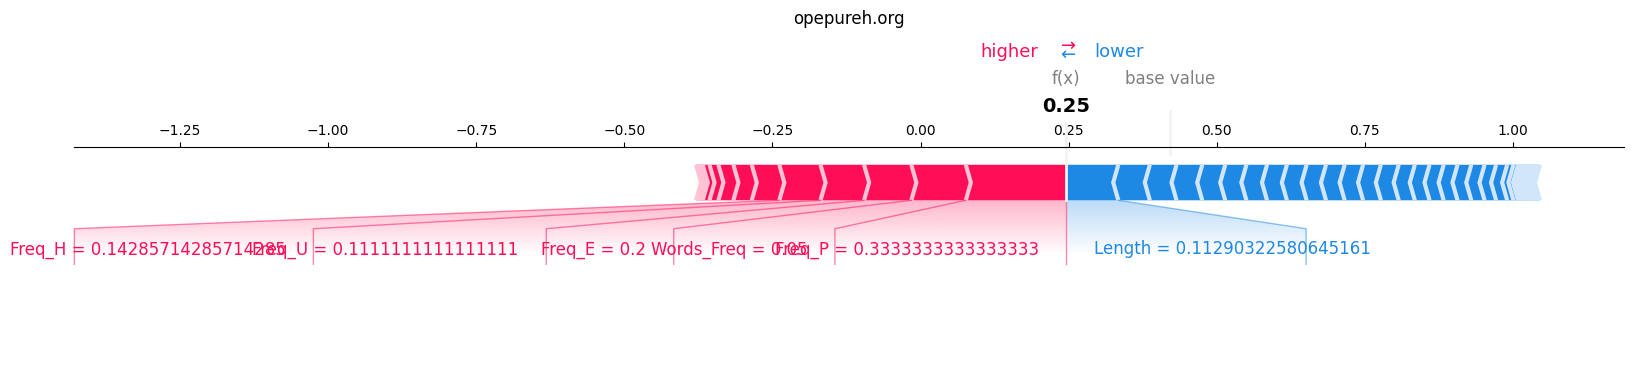 opepureh.org
higher → lower
←
f(x) base value
0.25
−1.25 −1.00 −0.75 −0.50 −0.25 0.00 0.25 0.50 0.75 1.00
Freq_H = 0.14285714285714285 Freq_U = 0.1111111111111111 Freq_E = 0.2 Words_Freq = 0.05 Freq_P = 0.3333333333333333 Length = 0.11290322580645161